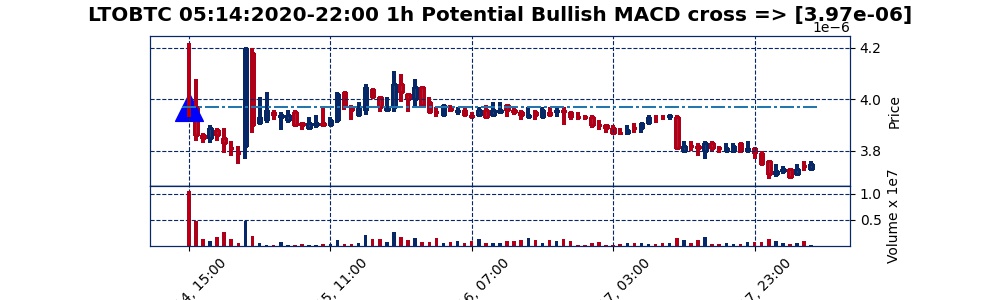 LTOBTC 05:14:2020-22:00 1h Potential Bullish MACD cross => [3.97e-06]
1e−6
4.2
4.0
3.8
Price
1.0
0.5
Volume x 1e7
4, 15:00
5, 11:00
6, 07:00
7, 03:00
7, 23:00